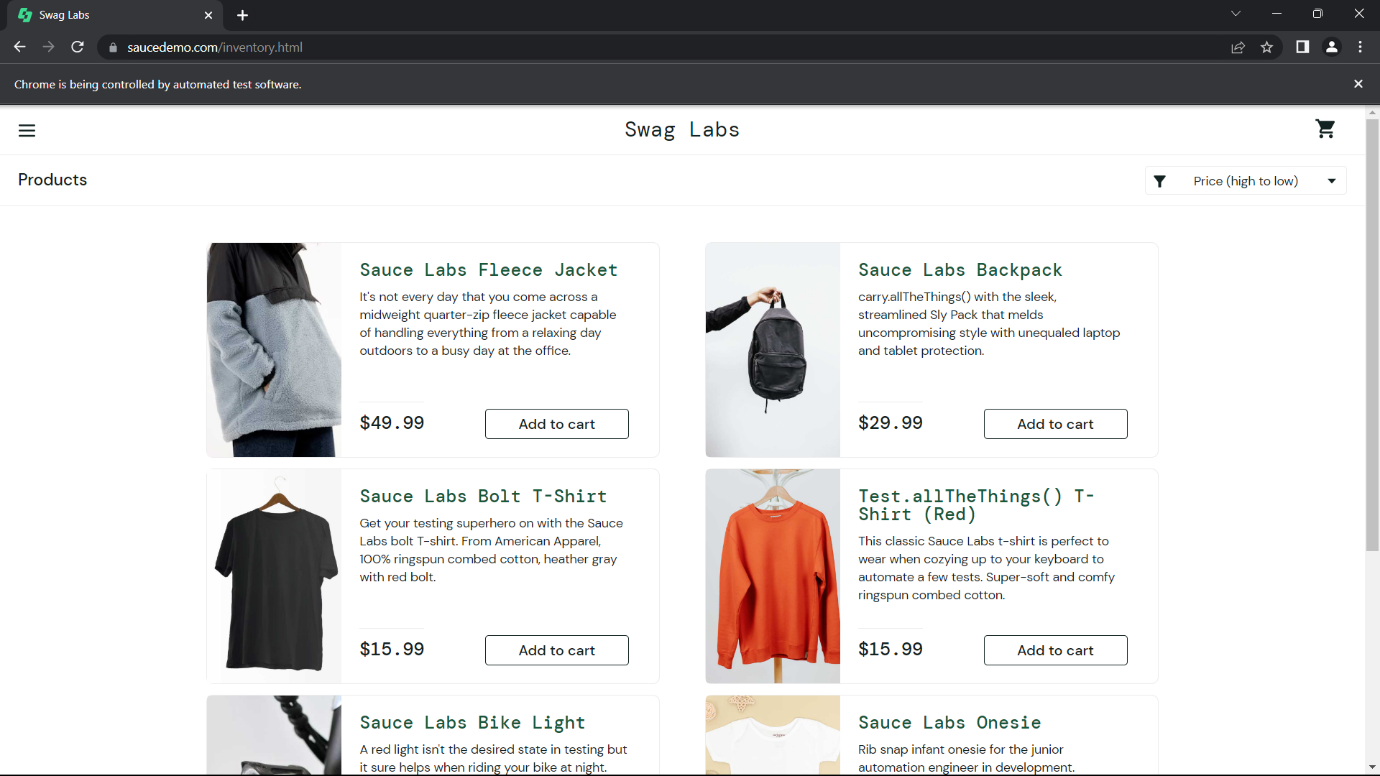 Swag Labs
saucedemo.com/inventory.html
Chrome is being controlled by automated test software.
Swag Labs
Products
Price (high to low)
Sauce Labs Fleece Jacket
It's not every day that you come across a
midweight quarter-zip fleece jacket capable
of handling everything from a relaxing day
outdoors to a busy day at the office.
$49.99
Add to cart
Sauce Labs Backpack
carry.allTheThings() with the sleek,
streamlined Sly Pack that melds
uncompromising style with unequaled laptop
and tablet protection.
$29.99
Add to cart
Sauce Labs Bolt T-Shirt
Get your testing superhero on with the Sauce
Labs bolt T-shirt. From American Apparel,
100% ringspun combed cotton, heather gray
with red bolt.
$15.99
Add to cart
Test.allTheThings() T-
Shirt (Red)
This classic Sauce Labs t-shirt is perfect to
wear when cozying up to your keyboard to
automate a few tests. Super-soft and comfy
ringspun combed cotton.
$15.99
Add to cart
Sauce Labs Bike Light
A red light isn't the desired state in testing but
it sure helps when riding your bike at night.
Sauce Labs Onesie
Rib snap infant onesie for the junior
automation engineer in development.